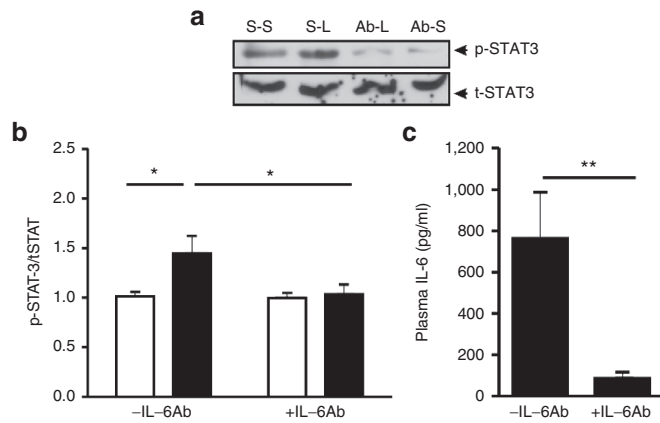 a
S-S S-L Ab-L Ab-S
p-STAT3
t-STAT3
b
p-STAT-3/tSTAT
2.5
2.0
1.5
1.0
0.5
0.0
* *
–IL–6Ab +IL–6Ab
c
Plasma IL-6 (pg/ml)
1,200
1,000
800
600
400
200
0
**
–IL–6Ab +IL–6Ab